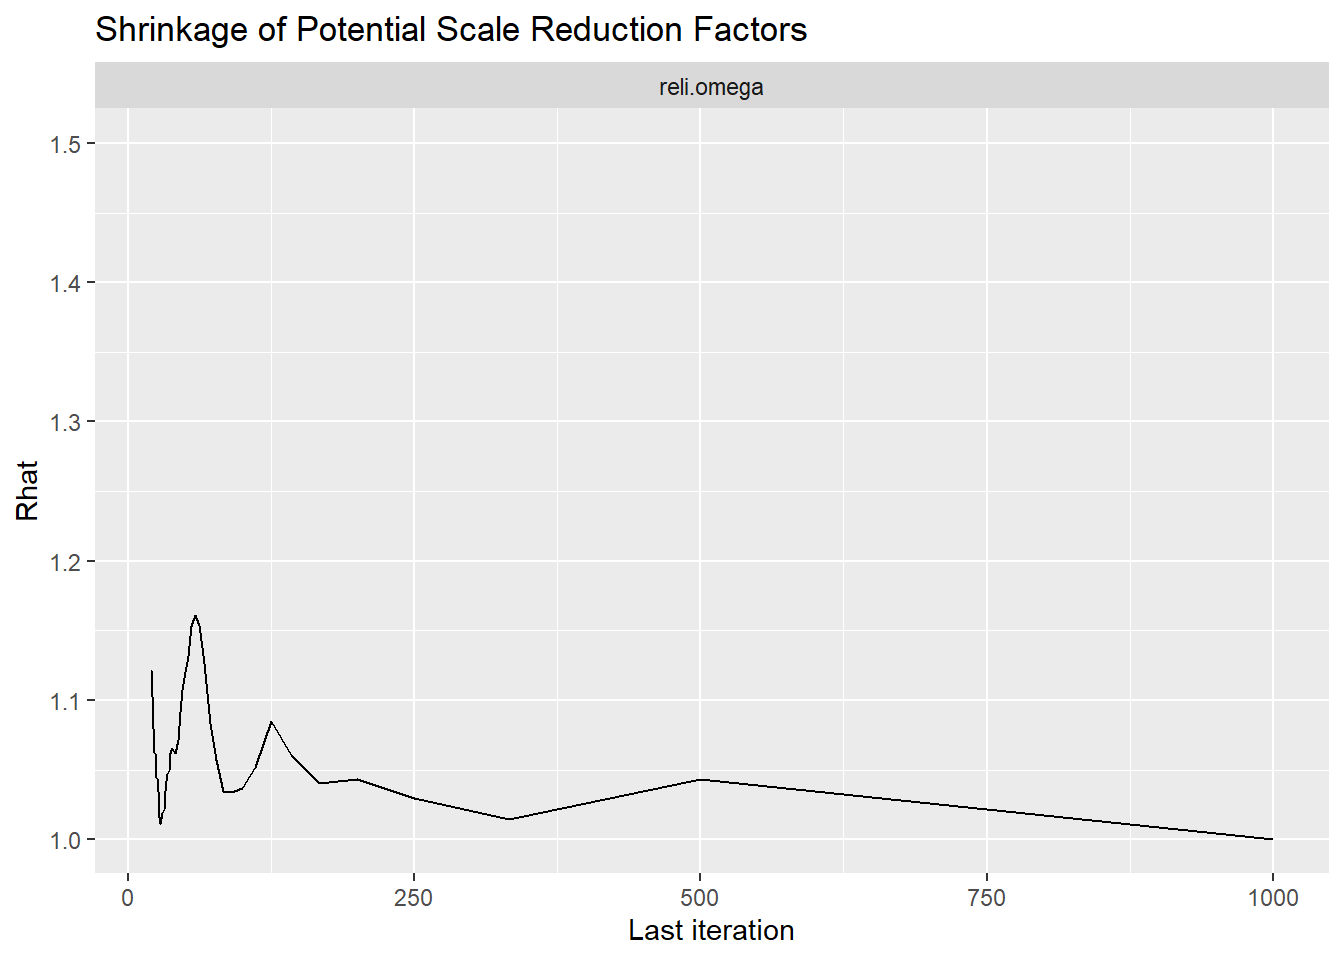 Shrinkage of Potential Scale Reduction Factors
reli.omega
1.5
1.4
1.3
1.2
1.1
1.0
Rhat
0 250 500 750 1000
Last iteration